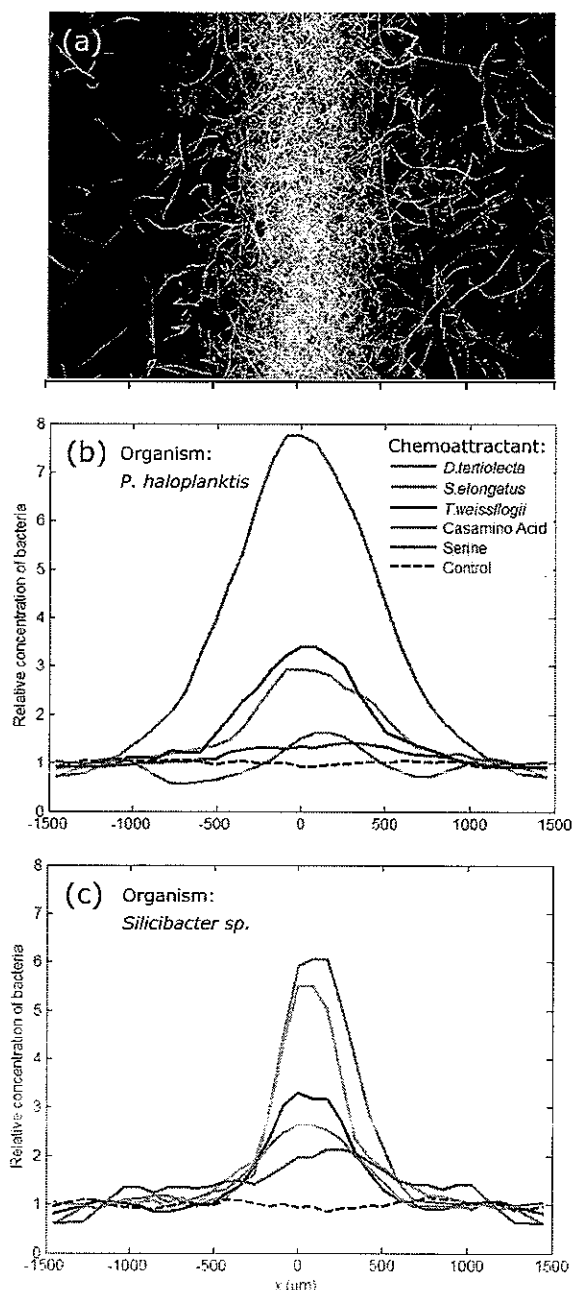 (a)
(b) Organism:
P. haloplanktis
Chemoattractant:
D.tertiolecta
S.elongatus
T.weissflogii
Casamino Acid
Serine
Control
Relative concentration of bacteria
8
7
6
5
4
3
2
1
0
-1500 -1000 -500 0 500 1000 1500
(c) Organism:
Silicibacter sp.
Relative concentration of bacteria
8
7
6
5
4
3
2
1
0
-1500 -1000 -500 0 500 1000 1500
x (um)